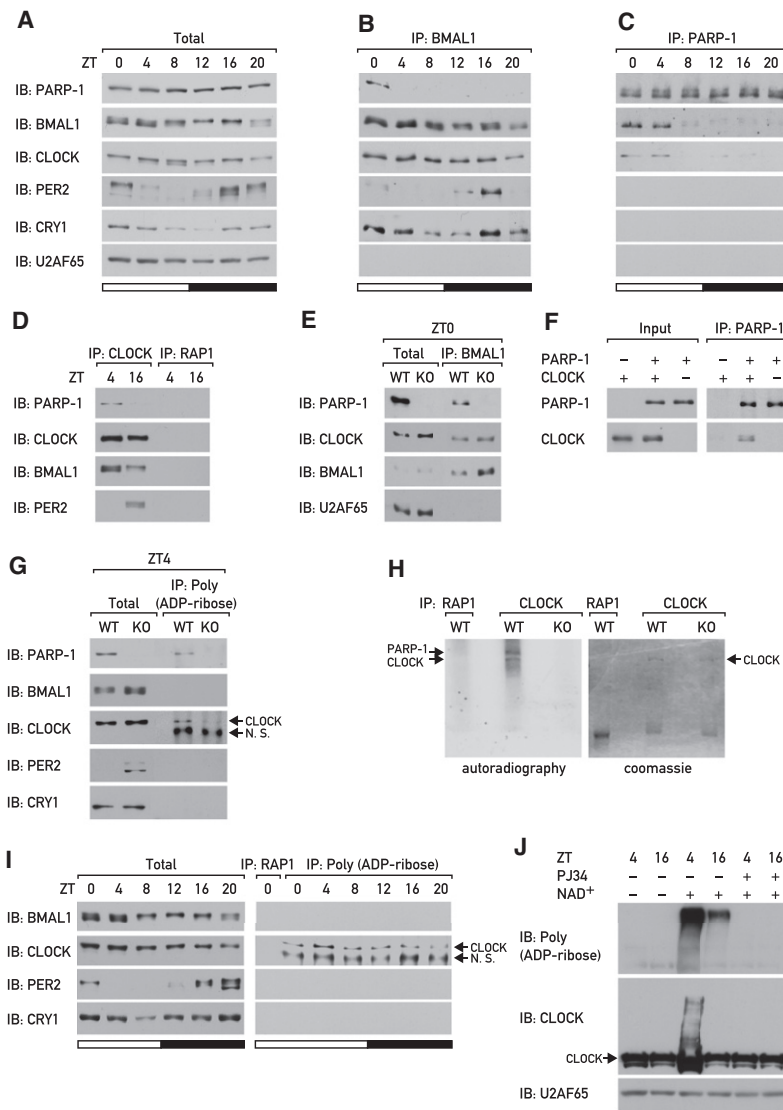 A
Total
ZT 0 4 8 12 16 20
IB: PARP-1
IB: BMAL1
IB: CLOCK
IB: PER2
IB: CRY1
IB: U2AF65
B
IP: BMAL1
0 4 8 12 16 20
C
IP: PARP-1
0 4 8 12 16 20
D
IP: CLOCK IP: RAP1
ZT 4 16 4 16
IB: PARP-1
IB: CLOCK
IB: BMAL1
IB: PER2
E
ZT0
Total IP: BMAL1
WT KO WT KO
IB: PARP-1
IB: CLOCK
IB: BMAL1
IB: U2AF65
F
Input IP: PARP-1
PARP-1 – + + – + +
CLOCK + + – + + –
PARP-1
CLOCK
G
ZT4
IP: Poly
Total (ADP-ribose)
WT KO WT KO
IB: PARP-1
IB: BMAL1
IB: CLOCK
CLOCK
N. S.
IB: PER2
IB: CRY1
H
IP: RAP1 CLOCK RAP1 CLOCK
WT WT KO WT WT KO
PARP-1
CLOCK
CLOCK
autoradiography coomassie
I
Total IP: RAP1 IP: Poly (ADP-ribose)
ZT 0 4 8 12 16 20 0 0 4 8 12 16 20
IB: BMAL1
IB: CLOCK
CLOCK
N. S.
IB: PER2
IB: CRY1
J
ZT 4 16 4 16 4 16
PJ34 – – – – + +
NAD+ – – + + + +
IB: Poly
(ADP-ribose)
IB: CLOCK
CLOCK
IB: U2AF65